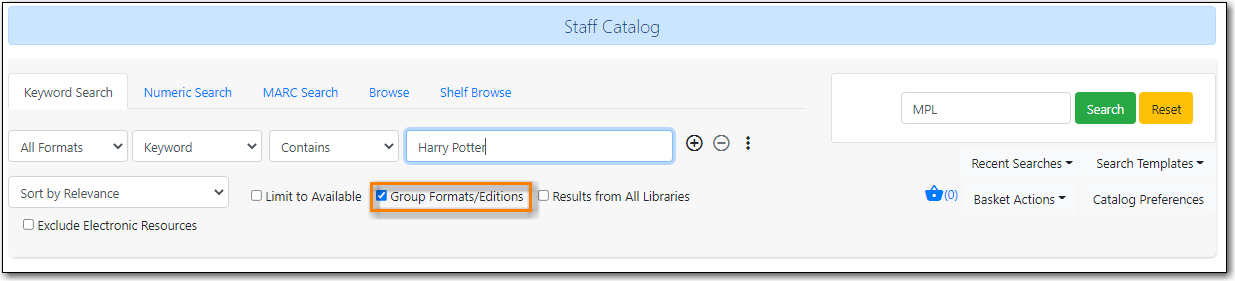 Staff Catalog
Keyword Search Numeric Search MARC Search Browse Shelf Browse
MPL Search Reset
All Formats Keyword Contains Harry Potter
Recent Searches Search Templates
Sort by Relevance Limit to Available Group Formats/Editions Results from All Libraries (0) Basket Actions Catalog Preferences
Exclude Electronic Resources